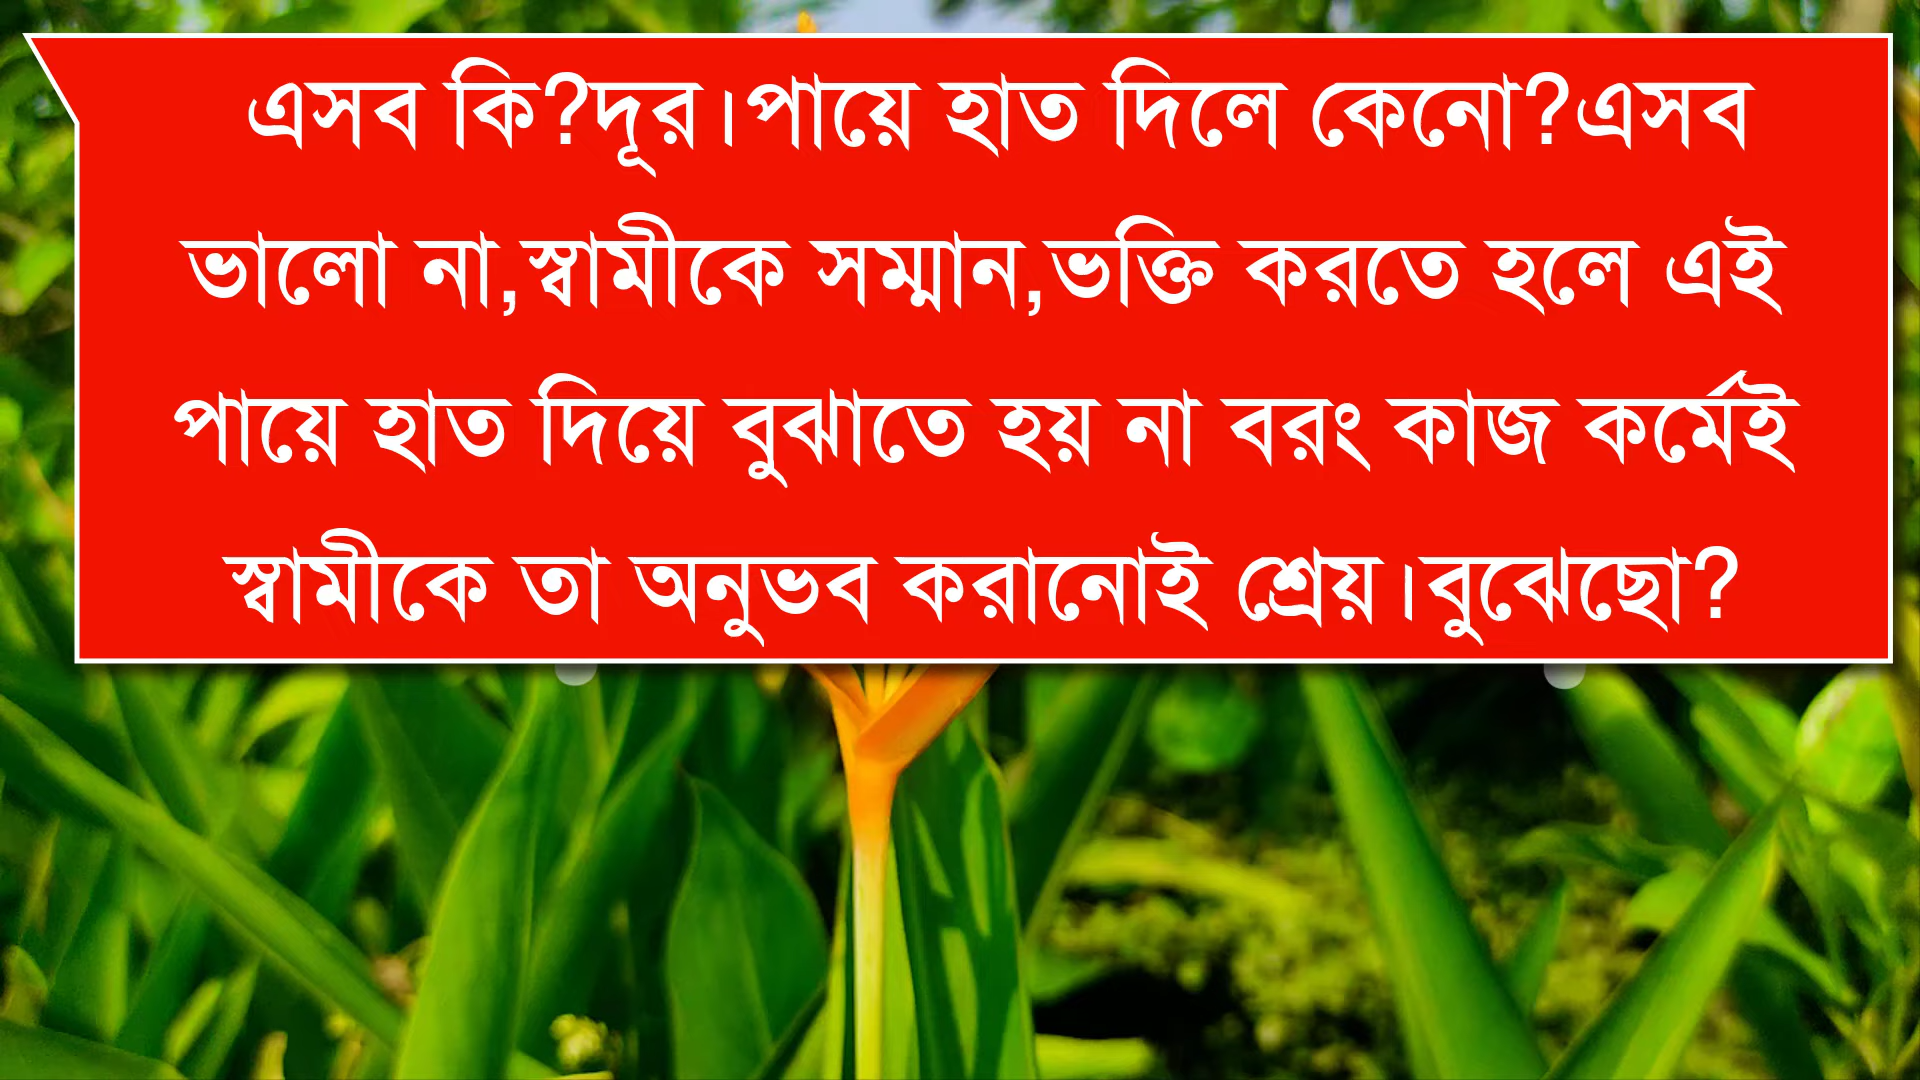 এসব কি?দূর।পায়ে হাত দিলে কেনো?এসব
ভালো না,স্বামীকে সম্মান,ভক্তি করতে হলে এই
পায়ে হাত দিয়ে বুঝাতে হয় না বরং কাজ কর্মেই
স্বামীকে তা অনুভব করানোই শ্রেয়।বুঝেছো?